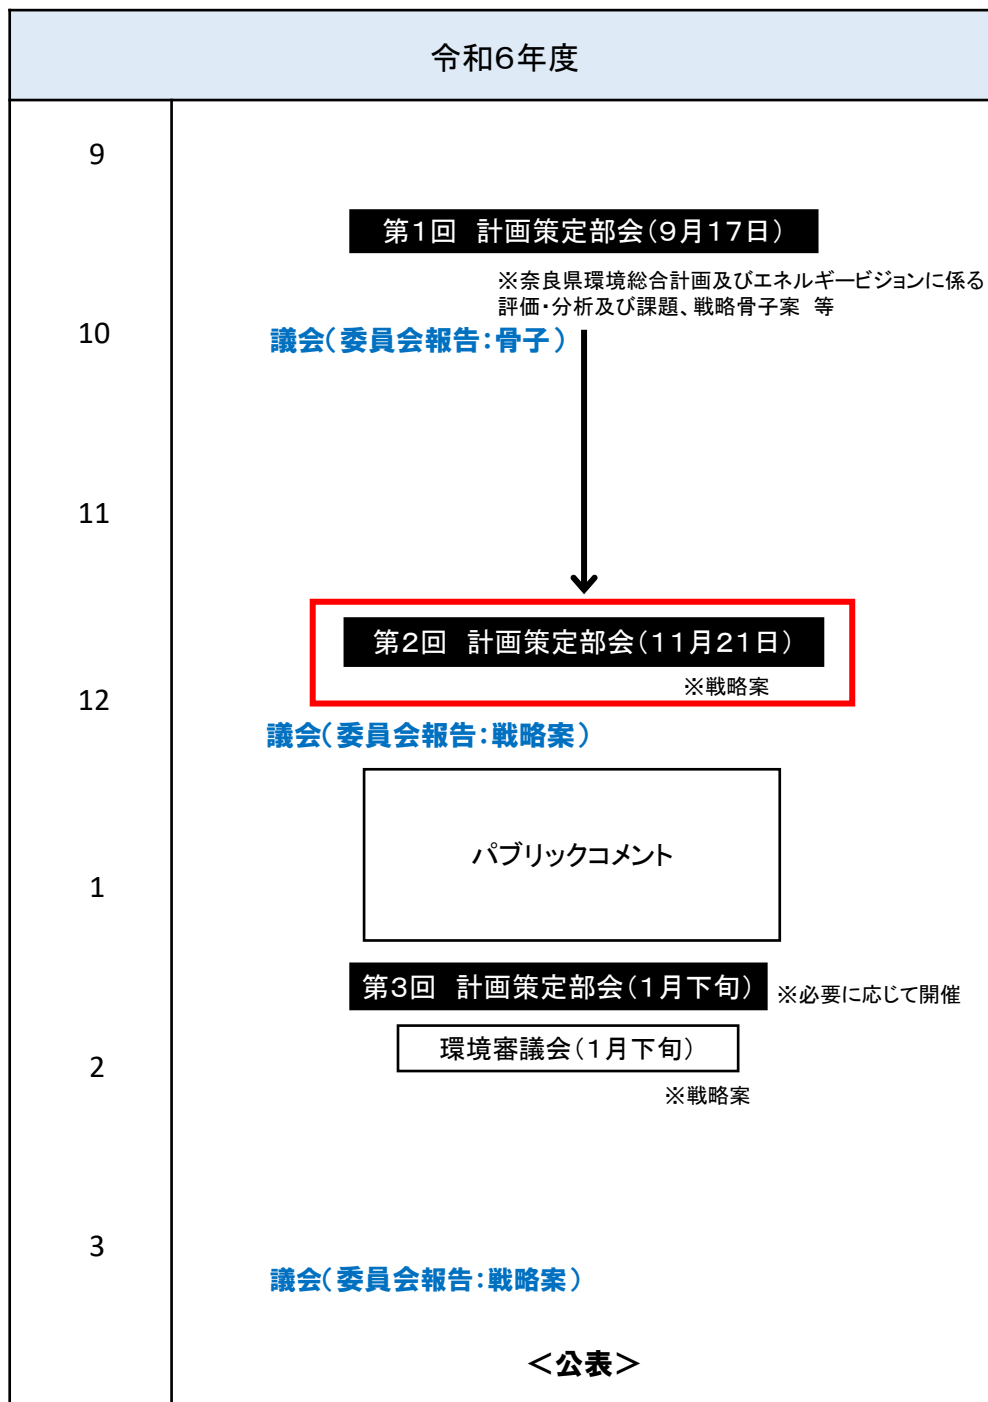 令和6年度
9
第1回　計画策定部会(9月17日)
※奈良県環境総合計画及びエネルギービジョンに係る
評価・分析及び課題、戦略骨子案　等
10
議会(委員会報告:骨子)
11
第2回　計画策定部会(11月21日)
※戦略案
12
議会(委員会報告:戦略案)
パブリックコメント
1
第3回　計画策定部会(1月下旬)
※必要に応じて開催
環境審議会(1月下旬)
2
※戦略案
3
議会(委員会報告:戦略案)
<公表>